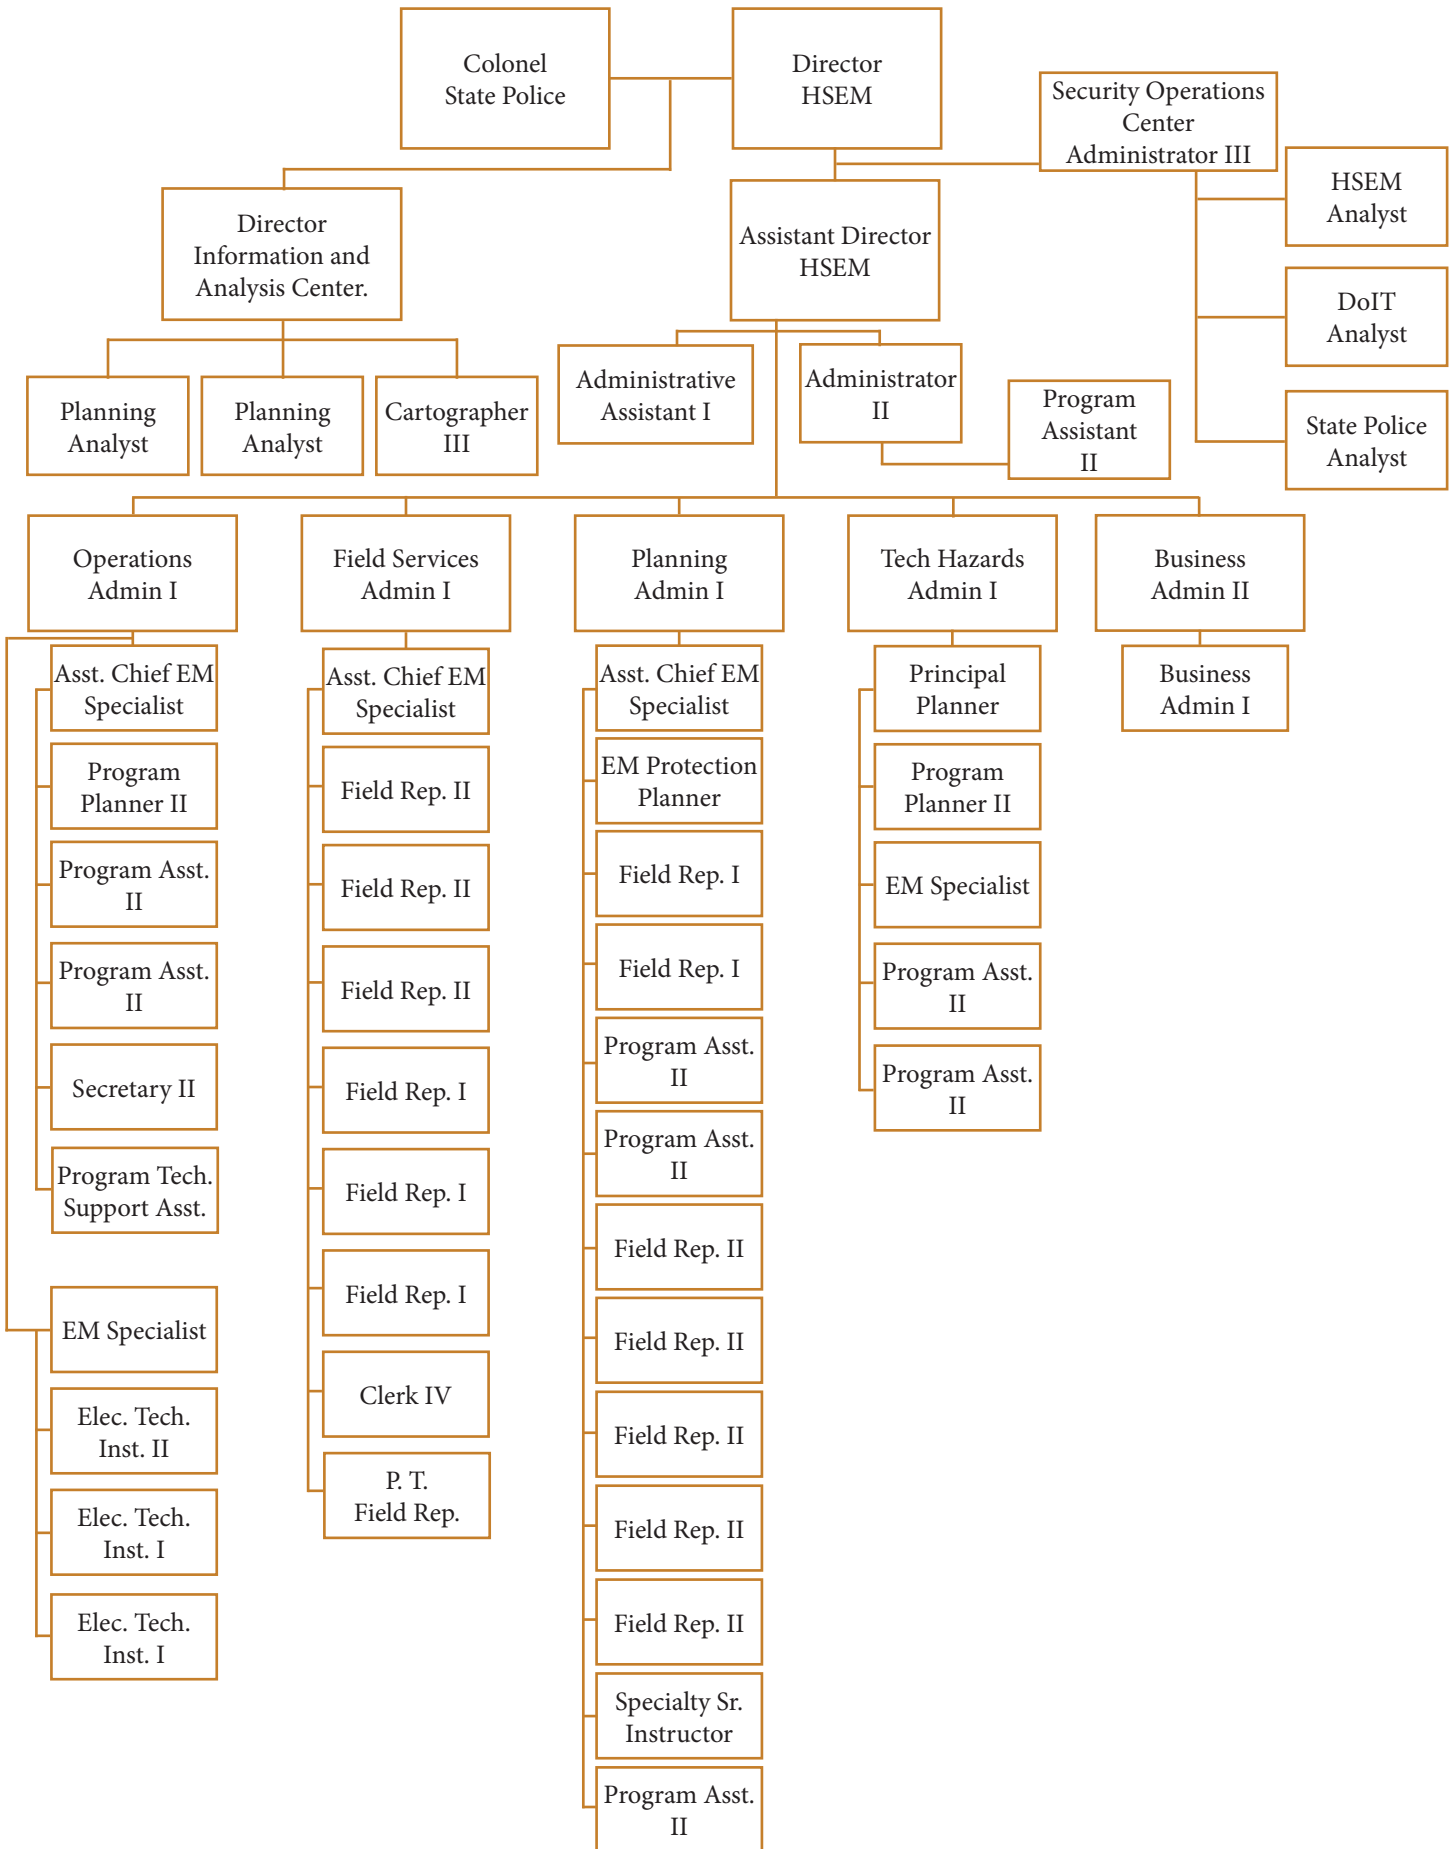 Colonel
State Police
Director
HSEM
Security Operations
Center
Administrator III
HSEM
Analyst
DoIT
Analyst
State Police
Analyst
Director
Information and
Analysis Center.
Assistant Director
HSEM
Planning
Analyst
Planning
Analyst
Cartographer
III
Administrative
Assistant I
Administrator
II
Program
Assistant
II
Operations
Admin I
Asst. Chief EM
Specialist
Program
Planner II
Program Asst.
II
Program Asst.
II
Secretary II
Program Tech.
Support Asst.
EM Specialist
Elec. Tech.
Inst. II
Elec. Tech.
Inst. I
Elec. Tech.
Inst. I
Field Services
Admin I
Asst. Chief EM
Specialist
Field Rep. II
Field Rep. II
Field Rep. II
Field Rep. I
Field Rep. I
Field Rep. I
Clerk IV
P. T.
Field Rep.
Planning
Admin I
Asst. Chief EM
Specialist
EM Protection
Planner
Field Rep. I
Field Rep. I
Program Asst.
II
Program Asst.
II
Field Rep. II
Field Rep. II
Field Rep. II
Field Rep. II
Field Rep. II
Specialty Sr.
Instructor
Program Asst.
II
Tech Hazards
Admin I
Principal
Planner
Program
Planner II
EM Specialist
Program Asst.
II
Program Asst.
II
Business
Admin II
Business
Admin I